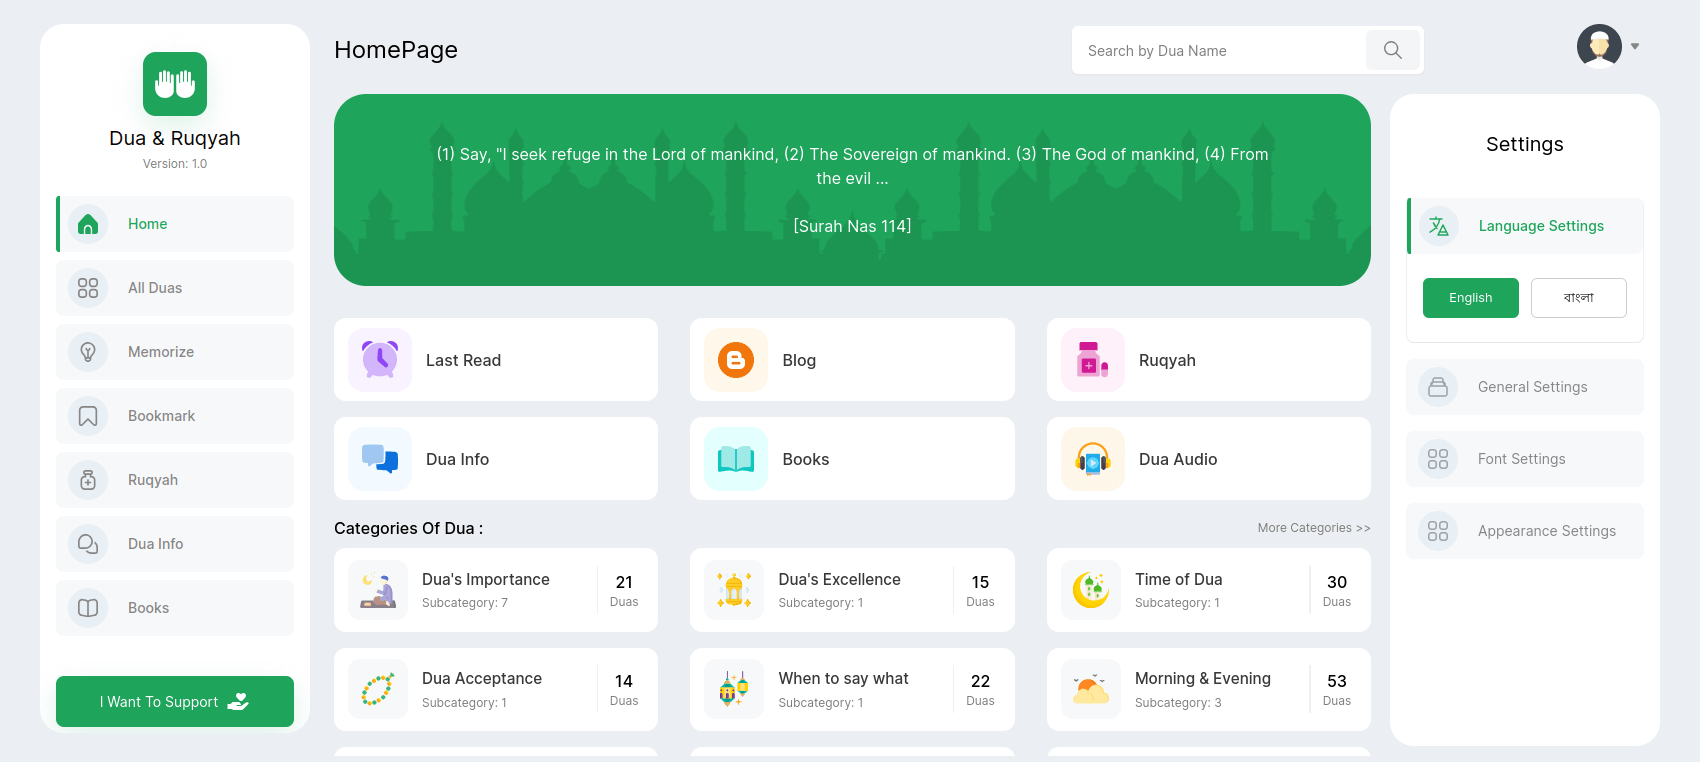 Dua & Ruqyah
Version: 1.0
Home
All Duas
Memorize
Bookmark
Ruqyah
Dua Info
Books
I Want To Support
HomePage
Search by Dua Name
(1) Say, "I seek refuge in the Lord of mankind, (2) The Sovereign of mankind. (3) The God of mankind, (4) From
the evil ...
[Surah Nas 114]
Last Read
Blog
Ruqyah
Dua Info
Books
Dua Audio
Categories Of Dua :
More Categories >>
Dua's Importance
Subcategory: 7
21
Duas
Dua's Excellence
Subcategory: 1
15
Duas
Time of Dua
Subcategory: 1
30
Duas
Dua Acceptance
Subcategory: 1
14
Duas
When to say what
Subcategory: 1
22
Duas
Morning & Evening
Subcategory: 3
53
Duas
Settings
Language Settings
English
বাংলা
General Settings
Font Settings
Appearance Settings